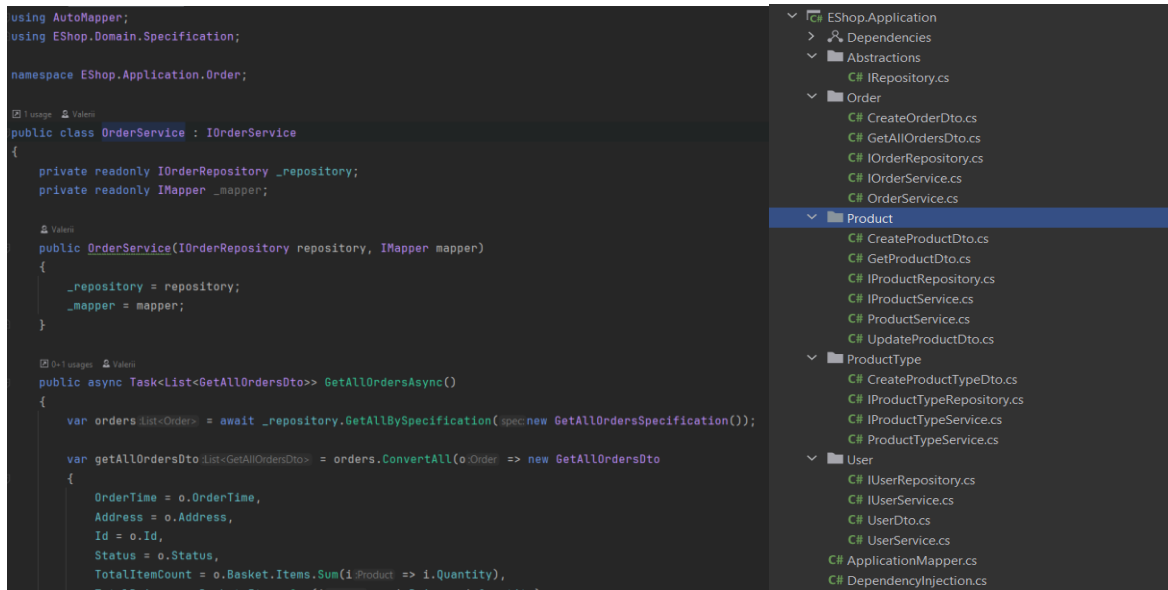 using AutoMapper;
using EShop.Domain.Specification;
namespace EShop.Application.Order;
1 usage Valerii
public class OrderService : IOrderService
{
private readonly IOrderRepository _repository;
private readonly IMapper _mapper;
Valerii
public OrderService(IOrderRepository repository, IMapper mapper)
{
_repository = repository;
_mapper = mapper;
}
0+1 usages Valerii
public async Task<List<GetAllOrdersDto>> GetAllOrdersAsync()
{
var orders :List<Order> = await _repository.GetAllBySpecification( spec: new GetAllOrdersSpecification());
var getAllOrdersDto :List<GetAllOrdersDto> = orders.ConvertAll(o :Order => new GetAllOrdersDto
{
OrderTime = o.OrderTime,
Address = o.Address,
Id = o.Id,
Status = o.Status,
TotalItemCount = o.Basket.Items.Sum(i :Product => i.Quantity),
C# EShop.Application
Dependencies
Abstractions
C# IRepository.cs
Order
C# CreateOrderDto.cs
C# GetAllOrdersDto.cs
C# IOrderRepository.cs
C# IOrderService.cs
C# OrderService.cs
Product
C# CreateProductDto.cs
C# GetProductDto.cs
C# IProductRepository.cs
C# IProductService.cs
C# ProductService.cs
C# UpdateProductDto.cs
ProductType
C# CreateProductTypeDto.cs
C# IProductTypeRepository.cs
C# IProductTypeService.cs
C# ProductTypeService.cs
User
C# IUserRepository.cs
C# IUserService.cs
C# UserDto.cs
C# UserService.cs
C# ApplicationMapper.cs
C# DependencyInjection.cs